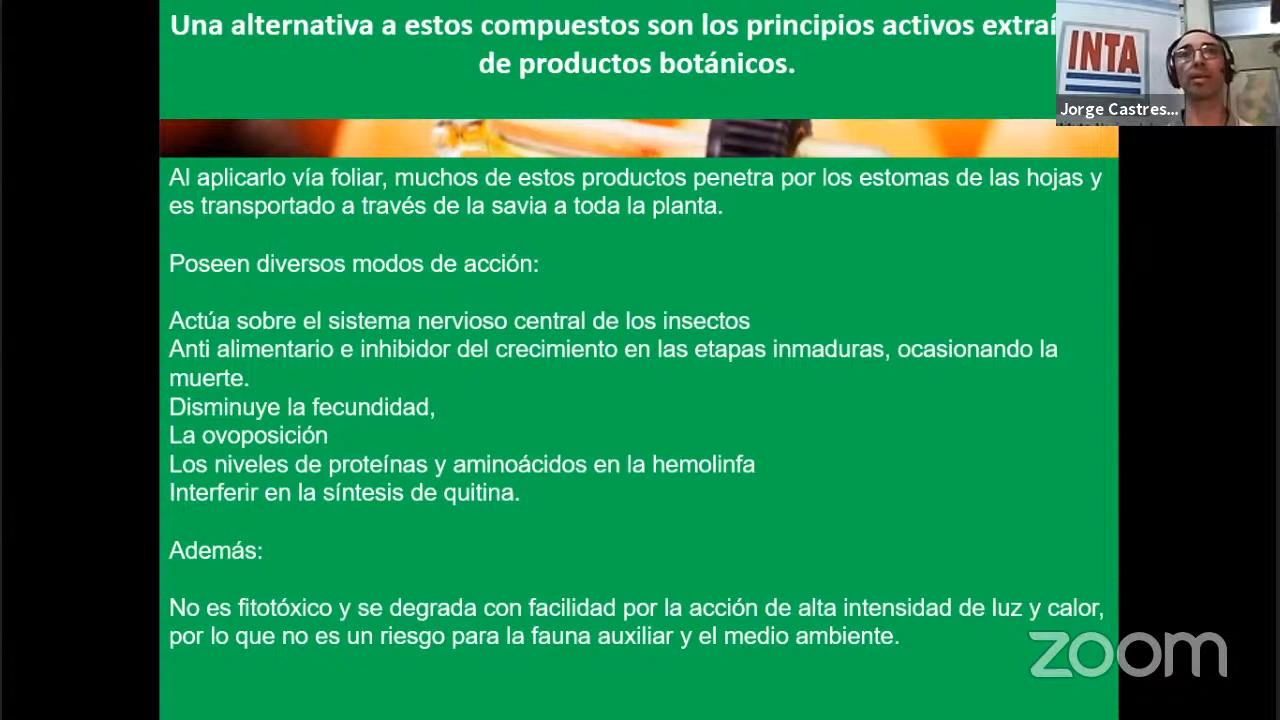 Una alternativa a estos compuestos son los principios activos extraí
de productos botánicos.
INTA
Jorge Castres...
Al aplicarlo vía foliar, muchos de estos productos penetra por los estomas de las hojas y
es transportado a través de la savia a toda la planta.
Poseen diversos modos de acción:
Actúa sobre el sistema nervioso central de los insectos
Anti alimentario e inhibidor del crecimiento en las etapas inmaduras, ocasionando la
muerte.
Disminuye la fecundidad,
La ovoposición
Los niveles de proteínas y aminoácidos en la hemolinfa
Interferir en la síntesis de quitina.
Además:
No es fitotóxico y se degrada con facilidad por la acción de alta intensidad de luz y calor,
por lo que no es un riesgo para la fauna auxiliar y el medio ambiente.
zoom